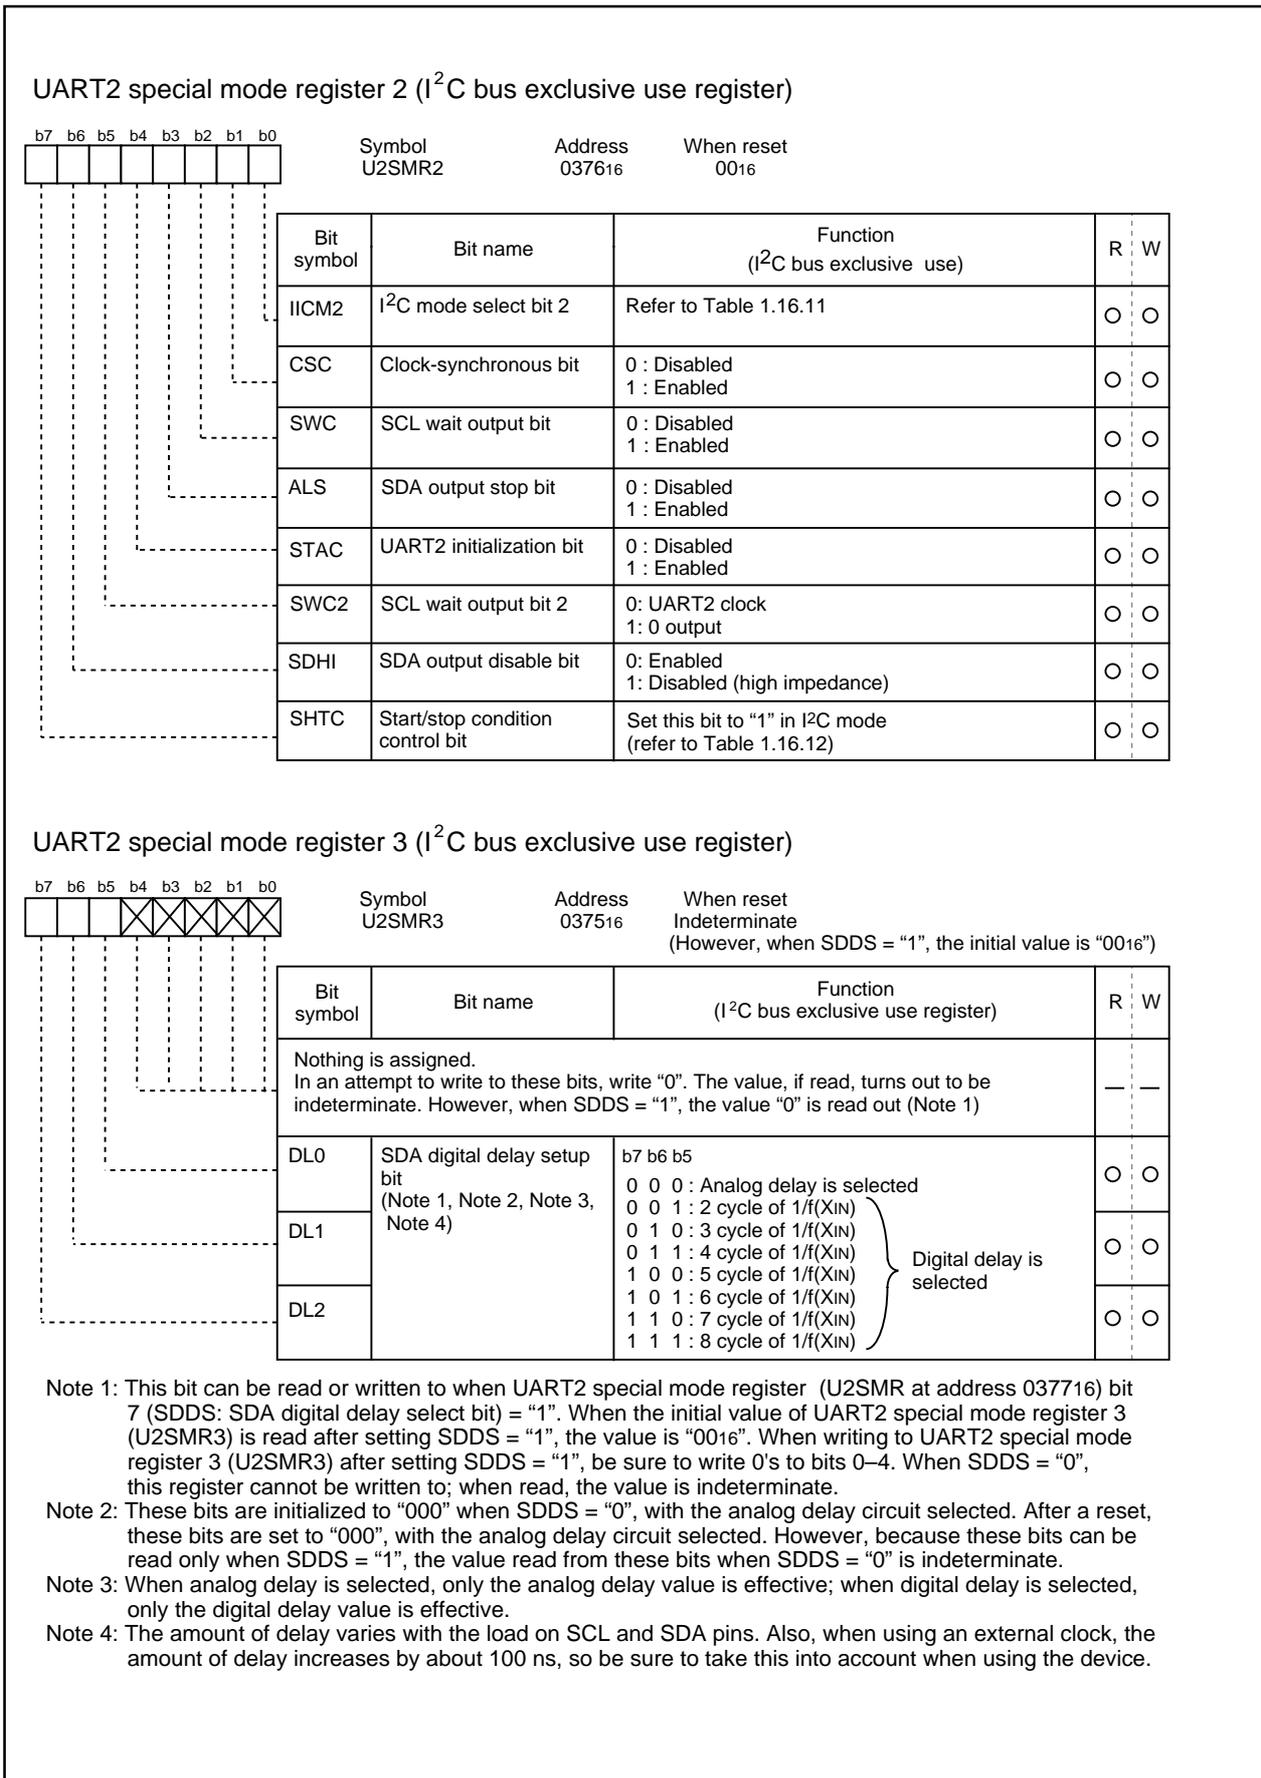 UART2 special mode register 2 (I2C bus exclusive use register)
b7 b6 b5 b4 b3 b2 b1 b0
Symbol Address When reset
U2SMR2 037616 0016
Bit symbol Bit name Function (I2C bus exclusive use) R W
IICM2 I2C mode select bit 2 Refer to Table 1.16.11
CSC Clock-synchronous bit 0 : Disabled
1 : Enabled
SWC SCL wait output bit 0 : Disabled
1 : Enabled
ALS SDA output stop bit 0 : Disabled
1 : Enabled
STAC UART2 initialization bit 0 : Disabled
1 : Enabled
SWC2 SCL wait output bit 2 0: UART2 clock
1: 0 output
SDHI SDA output disable bit 0: Enabled
1: Disabled (high impedance)
SHTC Start/stop condition control bit Set this bit to “1” in I2C mode
(refer to Table 1.16.12)
UART2 special mode register 3 (I2C bus exclusive use register)
b7 b6 b5 b4 b3 b2 b1 b0
Symbol Address When reset
U2SMR3 037516 Indeterminate
(However, when SDDS = “1”, the initial value is “0016”)
Bit symbol Bit name Function (I2C bus exclusive use register) R W
Nothing is assigned.
In an attempt to write to these bits, write “0”. The value, if read, turns out to be
indeterminate. However, when SDDS = “1”, the value “0” is read out (Note 1)
DL0
DL1
DL2
SDA digital delay setup
bit
(Note 1, Note 2, Note 3,
Note 4)
b7 b6 b5
0 0 0 : Analog delay is selected
0 0 1 : 2 cycle of 1/f(XIN)
0 1 0 : 3 cycle of 1/f(XIN)
0 1 1 : 4 cycle of 1/f(XIN)
1 0 0 : 5 cycle of 1/f(XIN)
1 0 1 : 6 cycle of 1/f(XIN)
1 1 0 : 7 cycle of 1/f(XIN)
1 1 1 : 8 cycle of 1/f(XIN)
Digital delay is
selected
Note 1: This bit can be read or written to when UART2 special mode register (U2SMR at address 037716) bit
7 (SDDS: SDA digital delay select bit) = “1”. When the initial value of UART2 special mode register 3
(U2SMR3) is read after setting SDDS = “1”, the value is “0016”. When writing to UART2 special mode
register 3 (U2SMR3) after setting SDDS = “1”, be sure to write 0's to bits 0–4. When SDDS = “0”,
this register cannot be written to; when read, the value is indeterminate.
Note 2: These bits are initialized to “000” when SDDS = “0”, with the analog delay circuit selected. After a reset,
these bits are set to “000”, with the analog delay circuit selected. However, because these bits can be
read only when SDDS = “1”, the value read from these bits when SDDS = “0” is indeterminate.
Note 3: When analog delay is selected, only the analog delay value is effective; when digital delay is selected,
only the digital delay value is effective.
Note 4: The amount of delay varies with the load on SCL and SDA pins. Also, when using an external clock, the
amount of delay increases by about 100 ns, so be sure to take this into account when using the device.